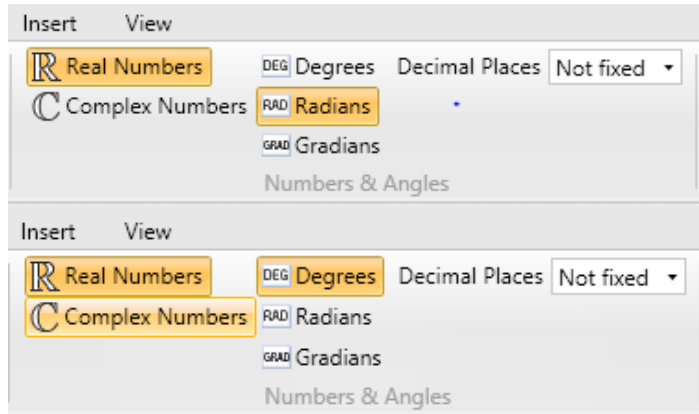 Insert View
ℝ Real Numbers DEG Degrees Decimal Places Not fixed
ℂ Complex Numbers RAD Radians
GRAD Gradians
Numbers & Angles
Insert View
ℝ Real Numbers DEG Degrees Decimal Places Not fixed
ℂ Complex Numbers RAD Radians
GRAD Gradians
Numbers & Angles